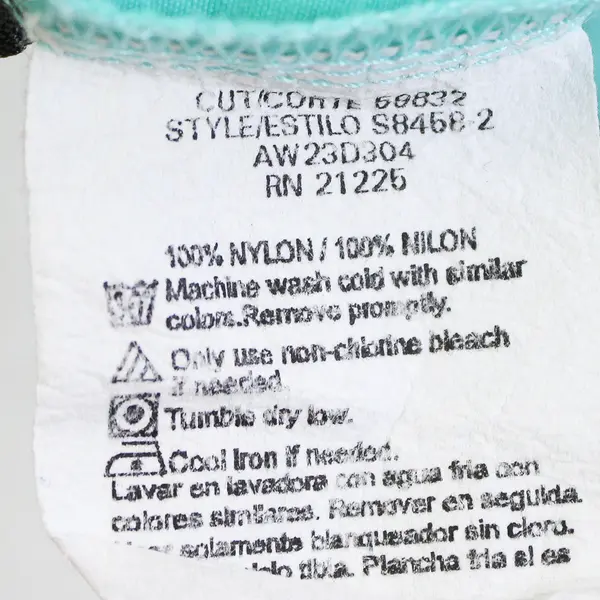 CUT/CORTE 69832
STYLE/ESTILO S8468-2
AW23D304
RN 21225
100% NYLON / 100% NILON
Machine wash cold with similar
colors.Remove promptly.
Only use non-chlorine bleach
if needed.
Tumble dry low.
Cool Iron if needed.
Lavar en lavadora con agua fria con
colores similares. Remover en seguida.
solamente blanqueador sin cloro.
tibia. Plancha fria si es